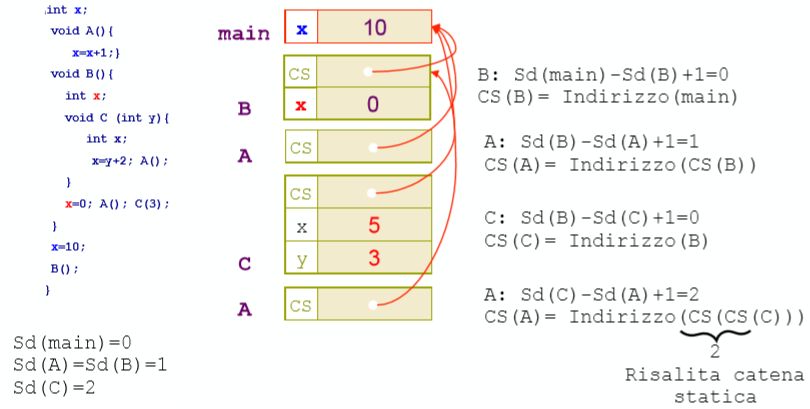 int x;
void A(){
x=x+1;}
void B(){
int x;
void C (int y){
int x;
x=y+2; A();
}
x=0; A(); C(3);
}
x=10;
B();
}
Sd(main)=0
Sd(A)=Sd(B)=1
Sd(C)=2
main x 10
CS
B x 0
A CS
CS
x 5
C y 3
A CS
B: Sd(main)-Sd(B)+1=0
CS(B)= Indirizzo(main)
A: Sd(B)-Sd(A)+1=1
CS(A)= Indirizzo(CS(B))
C: Sd(B)-Sd(C)+1=0
CS(C)= Indirizzo(B)
A: Sd(C)-Sd(A)+1=2
CS(A)= Indirizzo(CS(CS(C)))
2
Risalita catena
statica